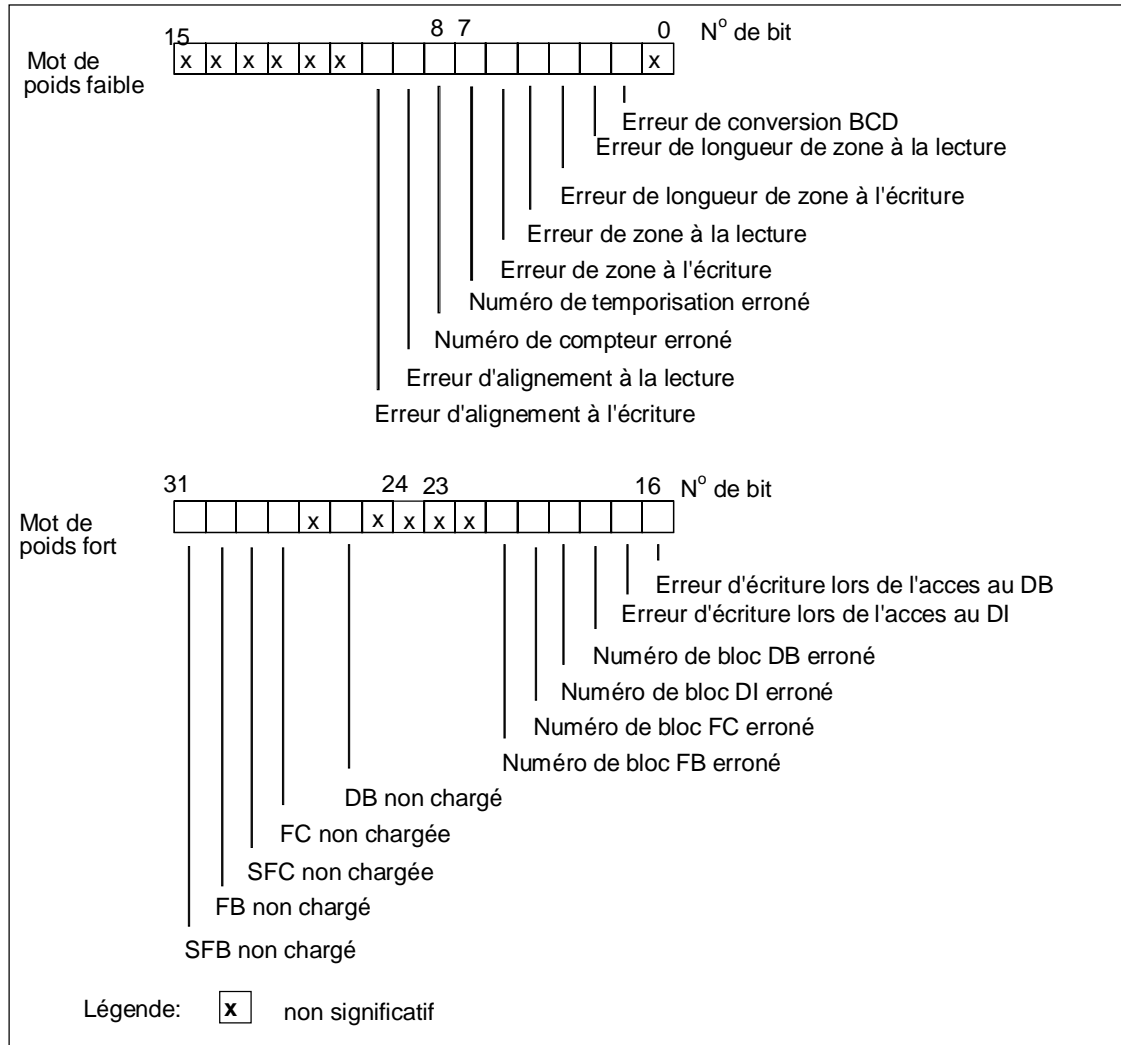 15 8 7 0 N° de bit
Mot de
poids faible
x x x x x x x
Erreur de conversion BCD
Erreur de longueur de zone à la lecture
Erreur de longueur de zone à l'écriture
Erreur de zone à la lecture
Erreur de zone à l'écriture
Numéro de temporisation erroné
Numéro de compteur erroné
Erreur d'alignement à la lecture
Erreur d'alignement à l'écriture
31 24 23 16 N° de bit
Mot de
poids fort
x x x x x
Erreur d'écriture lors de l'acces au DB
Erreur d'écriture lors de l'acces au DI
Numéro de bloc DB erroné
Numéro de bloc DI erroné
Numéro de bloc FC erroné
Numéro de bloc FB erroné
DB non chargé
FC non chargée
SFC non chargée
FB non chargé
SFB non chargé
Légende: x non significatif